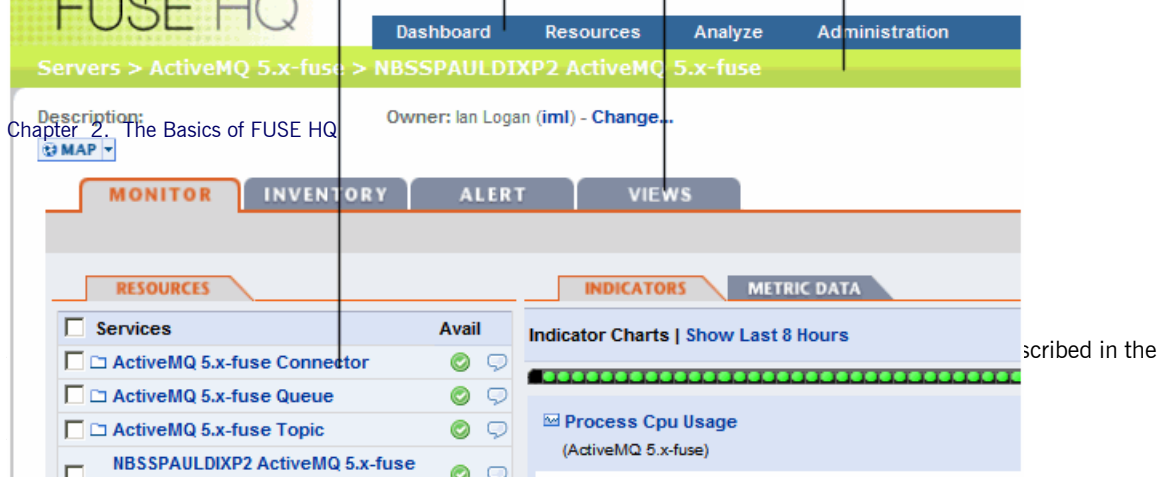 FUSE HQ
Dashboard Resources Analyze Administration
Servers > ActiveMQ 5.x-fuse > NBSSPAULDIXP2 ActiveMQ 5.x-fuse
Description:
Owner: Ian Logan (iml) - Change...
Chapter 2. The Basics of FUSE HQ
MAP
MONITOR INVENTORY ALERT VIEWS
RESOURCES
INDICATORS METRIC DATA
Services Avail
Indicator Charts | Show Last 8 Hours
scribed in the
ActiveMQ 5.x-fuse Connector
ActiveMQ 5.x-fuse Queue
ActiveMQ 5.x-fuse Topic
NBSSPAULDIXP2 ActiveMQ 5.x-fuse
Process Cpu Usage
(ActiveMQ 5.x-fuse)